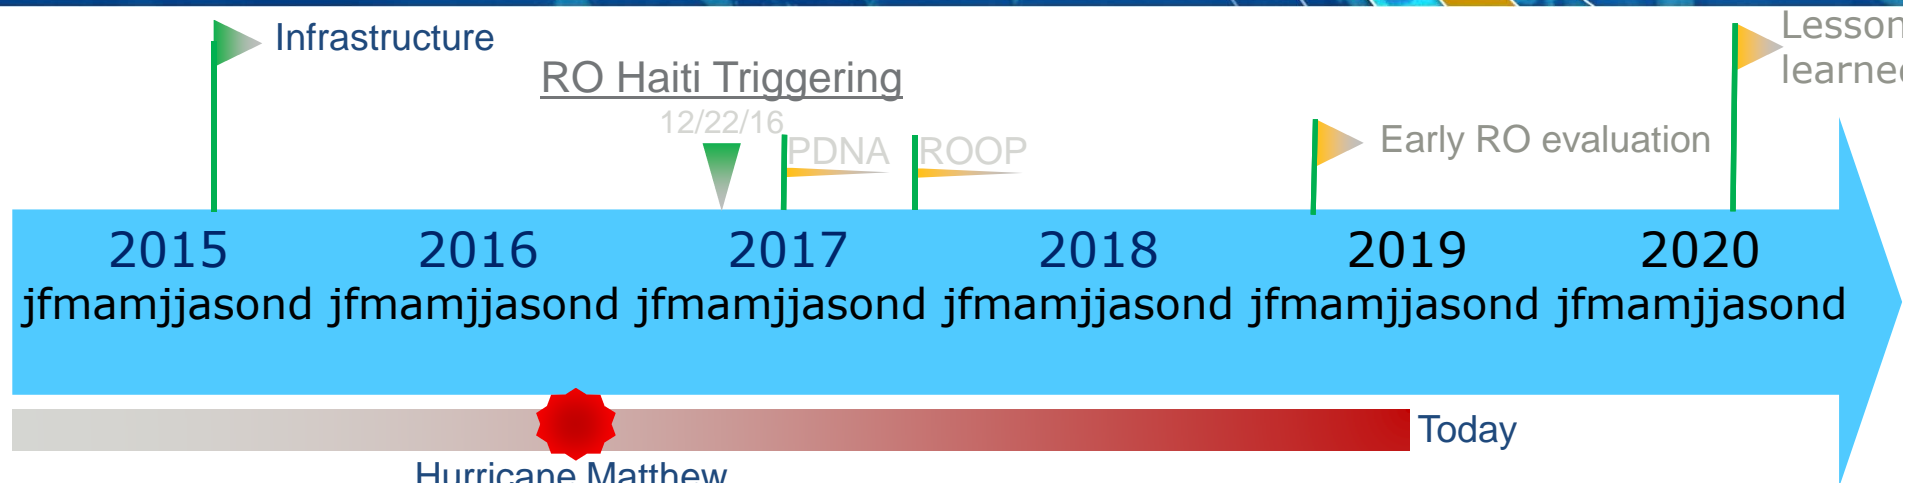 Infrastructure
RO Haiti Triggering
12/22/16
PDNA
ROOP
Early RO evaluation
Lesson
learne
2015 2016 2017 2018 2019 2020
jfmamjjasond jfmamjjasond jfmamjjasond jfmamjjasond jfmamjjasond jfmamjjasond
Today
Hurricane Matthew